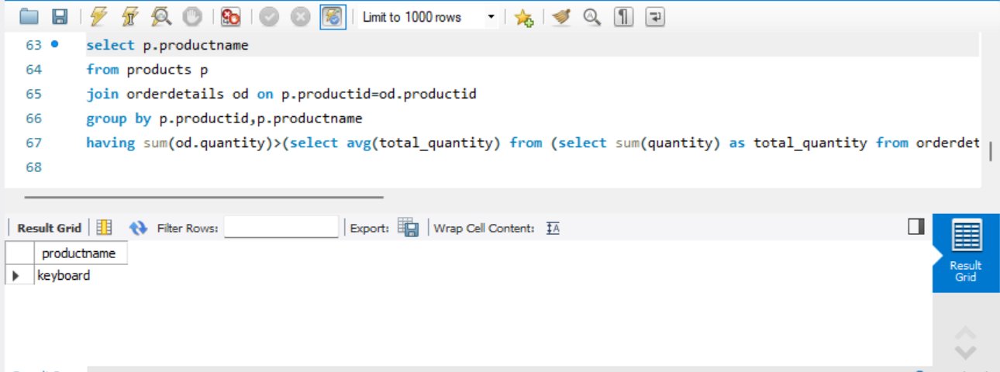 Limit to 1000 rows
63 select p.productname
64 from products p
65 join orderdetails od on p.productid=od.productid
66 group by p.productid,p.productname
67 having sum(od.quantity)>(select avg(total_quantity) from (select sum(quantity) as total_quantity from orderdet
68
Result Grid Filter Rows: Export: Wrap Cell Content: IA
productname
keyboard
Result
Grid